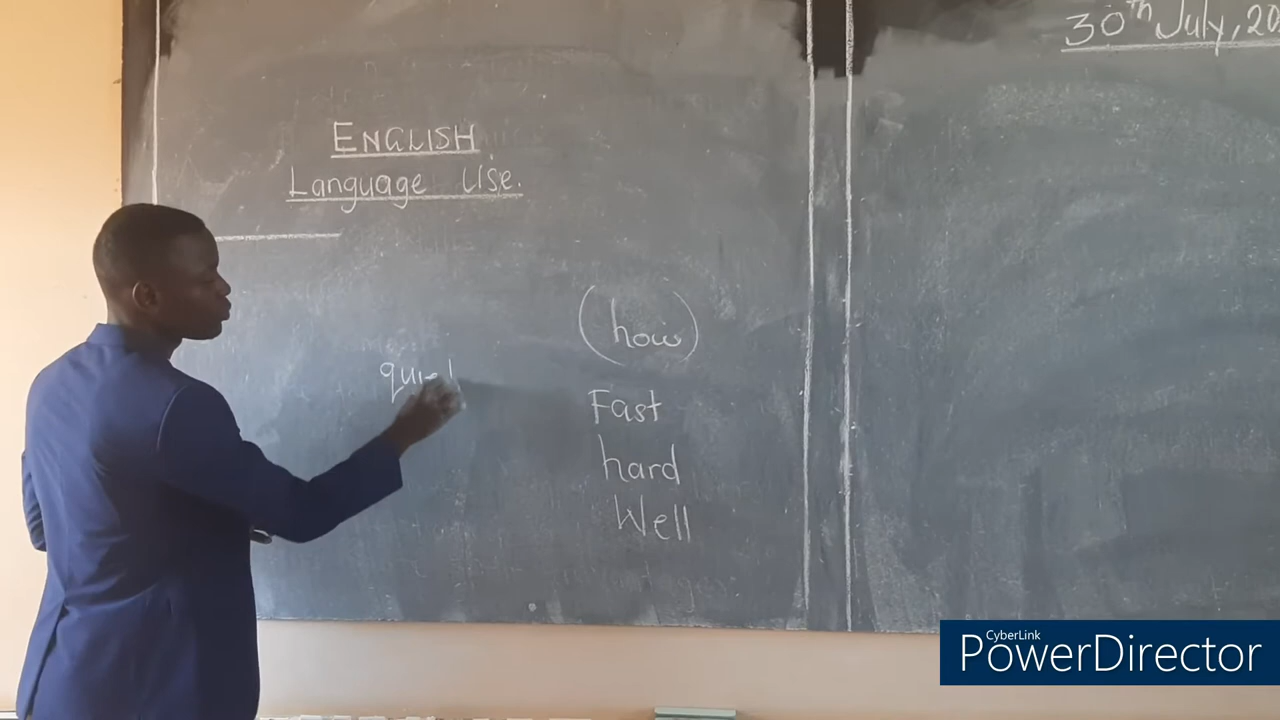 30th July, 20
ENGLISH
Language Use.
(how)
Fast
hard
Well
CyberLink
PowerDirector